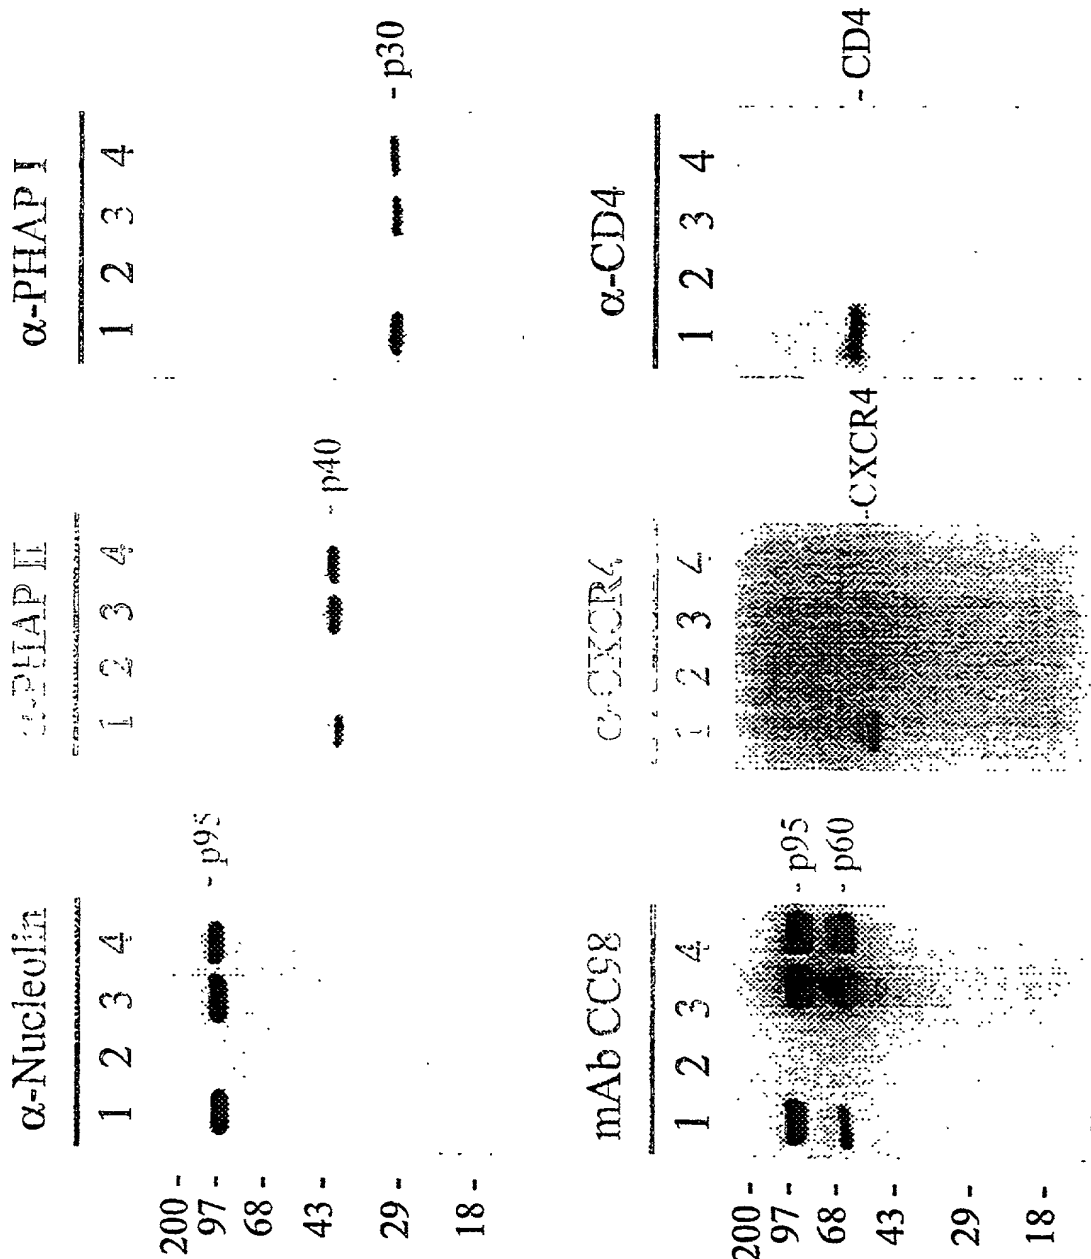 α-Nucleolin
1 2 3 4
200 -
97 -
68 -
43 -
29 -
18 -
- p95
α-PHAP II
1 2 3 4
- p40
α-PHAP I
1 2 3 4
- p30
mAb CC98
1 2 3 4
200 -
97 -
68 -
43 -
29 -
18 -
- p95
- p60
α-CXCR4
1 2 3 4
-CXCR4
α-CD4
1 2 3 4
- CD4